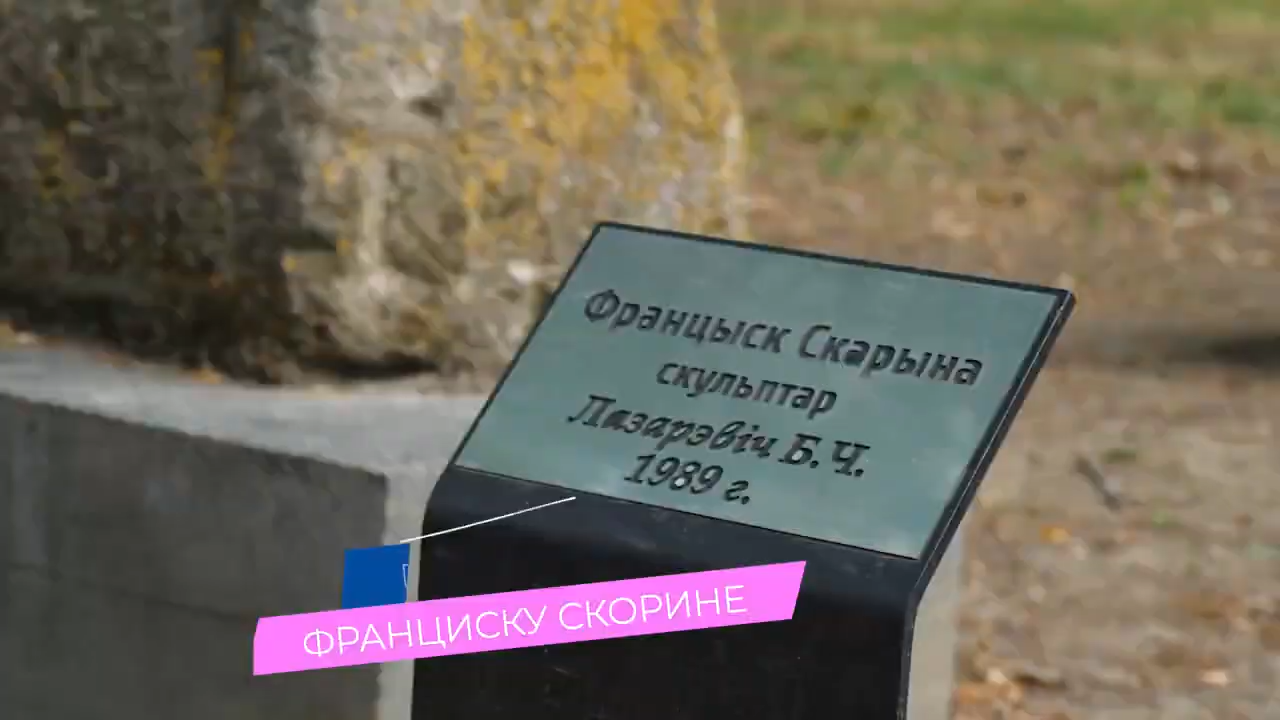 Францыск Скарына
скульптар
Лазарэвіч Б.Ч.
1989 г.
ФРАНЦИСКУ СКОРИНЕ